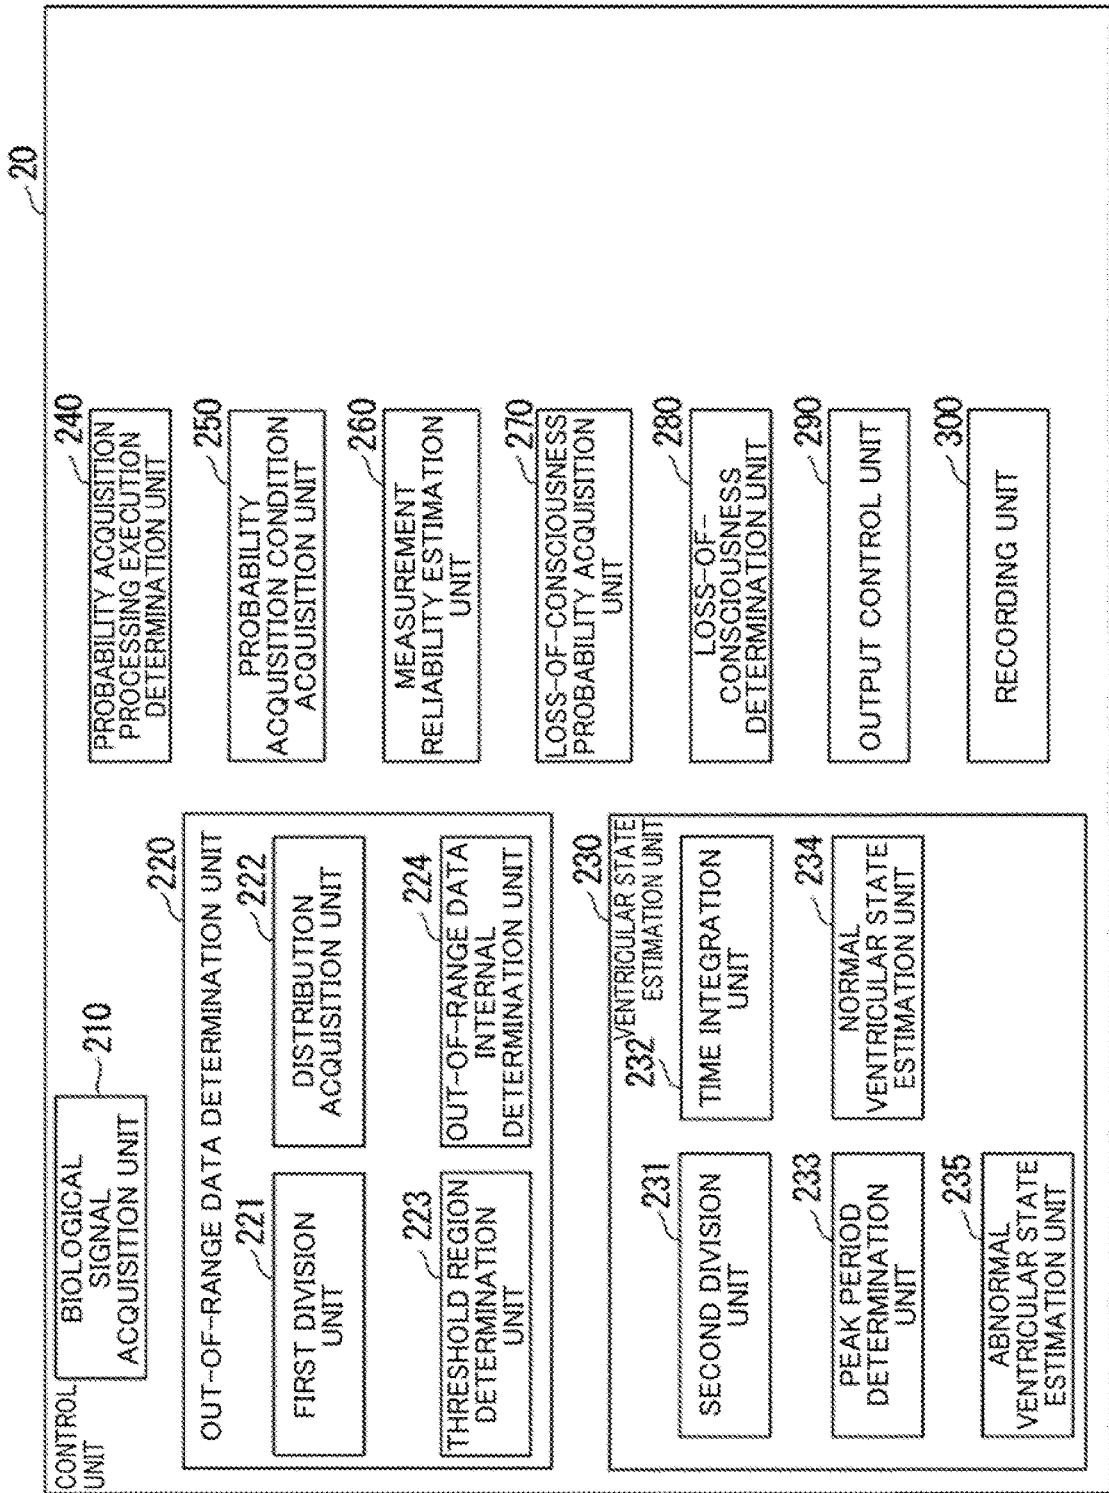 20
CONTROL
UNIT
210
BIOLOGICAL
SIGNAL
ACQUISITION UNIT
220
OUT-OF-RANGE DATA DETERMINATION UNIT
221
FIRST DIVISION
UNIT
222
DISTRIBUTION
ACQUISITION UNIT
223
THRESHOLD REGION
DETERMINATION
UNIT
224
OUT-OF-RANGE DATA
INTERNAL
DETERMINATION UNIT
230
VENTRICULAR STATE
ESTIMATION UNIT
231
SECOND DIVISION
UNIT
232
TIME INTEGRATION
UNIT
233
PEAK PERIOD
DETERMINATION
UNIT
234
NORMAL
VENTRICULAR STATE
ESTIMATION UNIT
235
ABNORMAL
VENTRICULAR STATE
ESTIMATION UNIT
240
PROBABILITY ACQUISITION
PROCESSING EXECUTION
DETERMINATION UNIT
250
PROBABILITY
ACQUISITION CONDITION
ACQUISITION UNIT
260
MEASUREMENT
RELIABILITY ESTIMATION
UNIT
270
LOSS-OF-CONSCIOUSNESS
PROBABILITY ACQUISITION
UNIT
280
LOSS-OF-
CONSCIOUSNESS
DETERMINATION UNIT
290
OUTPUT CONTROL UNIT
300
RECORDING UNIT